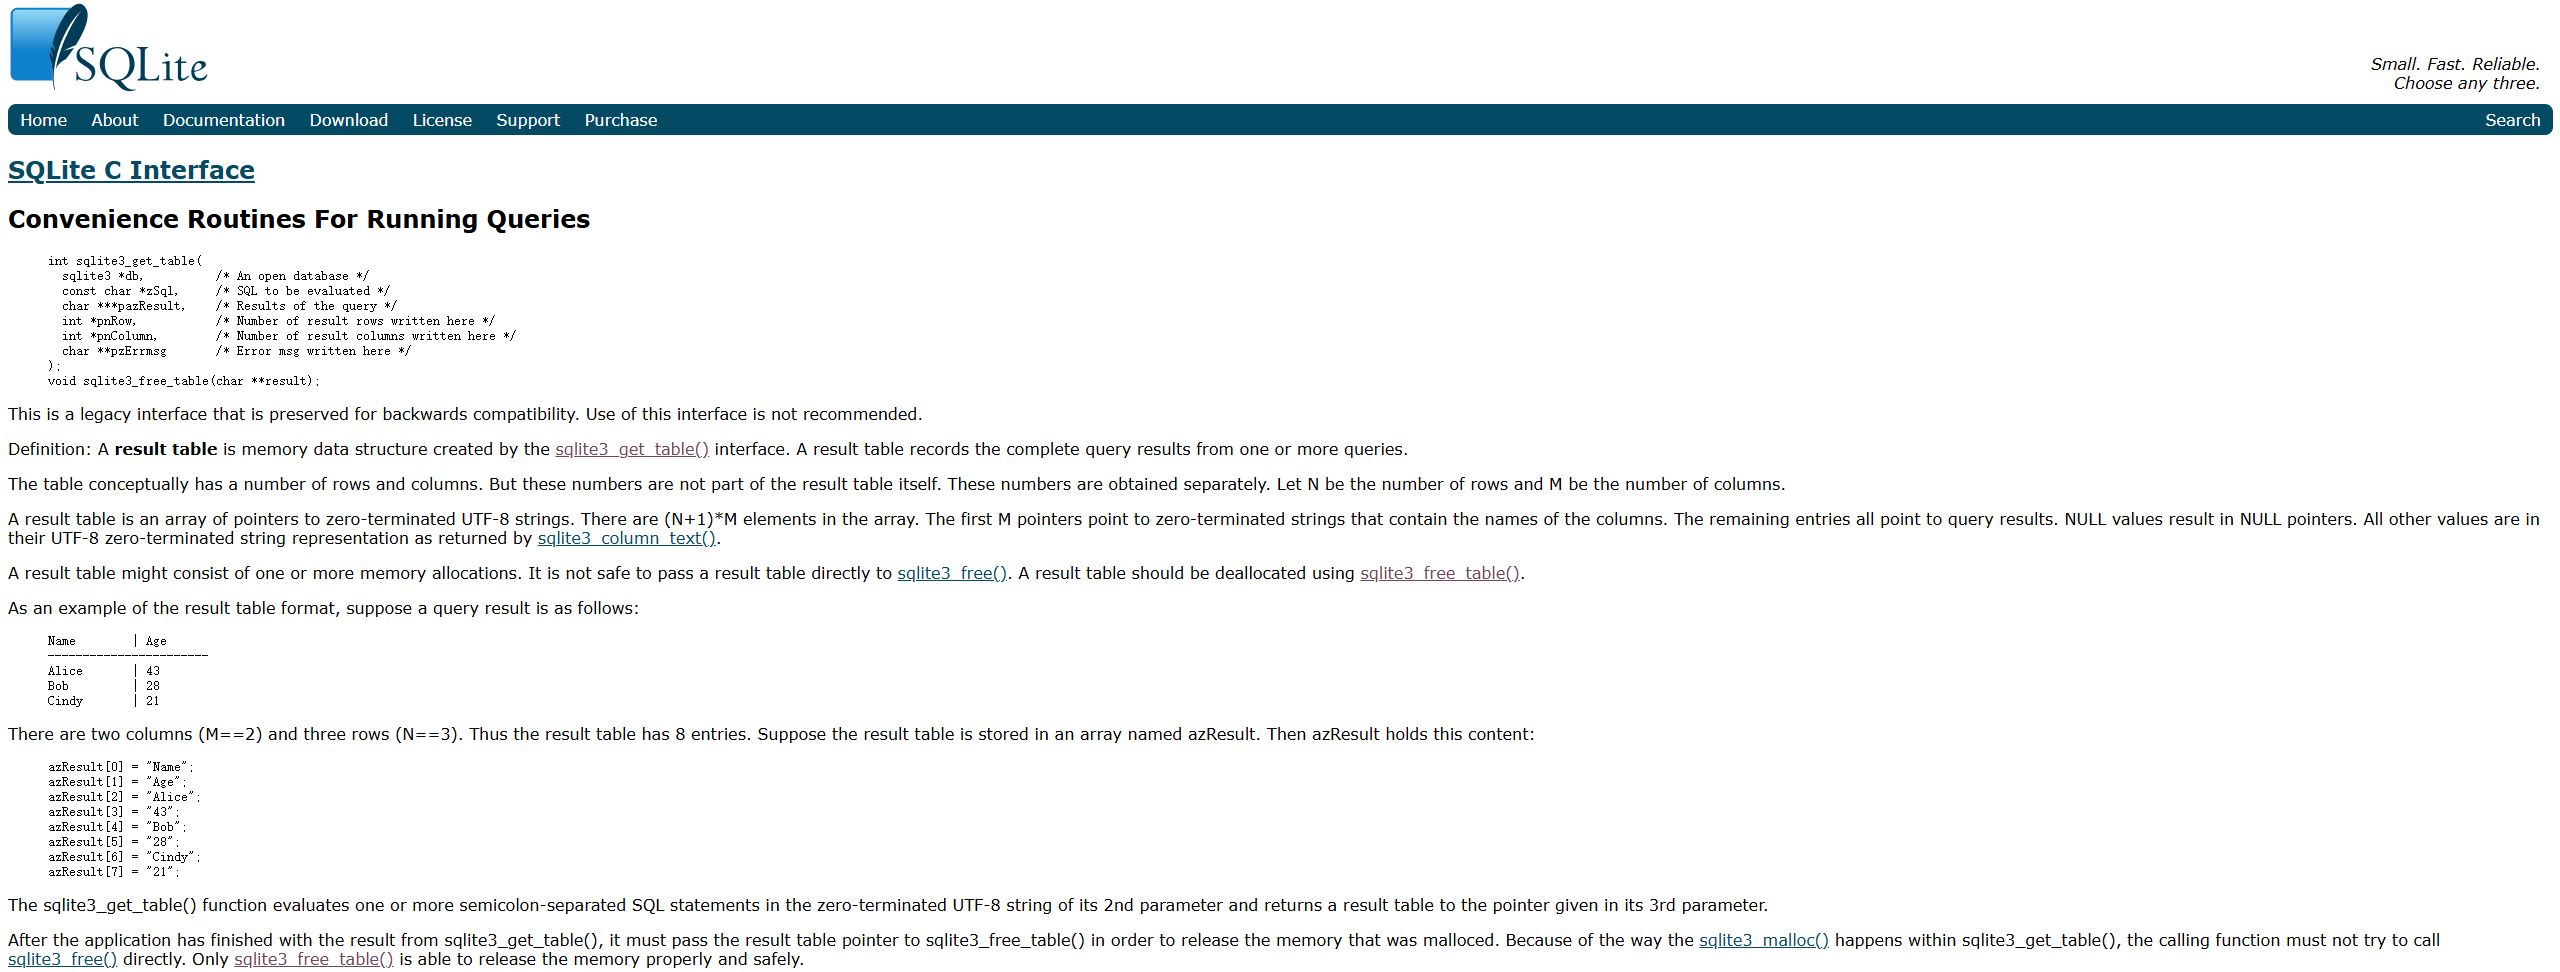 SQLite
Small. Fast. Reliable.
Choose any three.
Home About Documentation Download License Support Purchase Search
SQLite C Interface
Convenience Routines For Running Queries
int sqlite3_get_table(
  sqlite3 *db,          /* An open database */
  const char *zSql,     /* SQL to be evaluated */
  char ***pazResult,    /* Results of the query */
  int *pnRow,           /* Number of result rows written here */
  int *pnColumn,        /* Number of result columns written here */
  char **pzErrmsg       /* Error msg written here */
);
void sqlite3_free_table(char **result);
This is a legacy interface that is preserved for backwards compatibility. Use of this interface is not recommended.
Definition: A result table is memory data structure created by the sqlite3_get_table() interface. A result table records the complete query results from one or more queries.
The table conceptually has a number of rows and columns. But these numbers are not part of the result table itself. These numbers are obtained separately. Let N be the number of rows and M be the number of columns.
A result table is an array of pointers to zero-terminated UTF-8 strings. There are (N+1)*M elements in the array. The first M pointers point to zero-terminated strings that contain the names of the columns. The remaining entries all point to query results. NULL values result in NULL pointers. All other values are in
their UTF-8 zero-terminated string representation as returned by sqlite3_column_text().
A result table might consist of one or more memory allocations. It is not safe to pass a result table directly to sqlite3_free(). A result table should be deallocated using sqlite3_free_table().
As an example of the result table format, suppose a query result is as follows:
Name        | Age
-----------------------
Alice       | 43
Bob         | 28
Cindy       | 21
There are two columns (M==2) and three rows (N==3). Thus the result table has 8 entries. Suppose the result table is stored in an array named azResult. Then azResult holds this content:
azResult[0] = "Name";
azResult[1] = "Age";
azResult[2] = "Alice";
azResult[3] = "43";
azResult[4] = "Bob";
azResult[5] = "28";
azResult[6] = "Cindy";
azResult[7] = "21";
The sqlite3_get_table() function evaluates one or more semicolon-separated SQL statements in the zero-terminated UTF-8 string of its 2nd parameter and returns a result table to the pointer given in its 3rd parameter.
After the application has finished with the result from sqlite3_get_table(), it must pass the result table pointer to sqlite3_free_table() in order to release the memory that was malloced. Because of the way the sqlite3_malloc() happens within sqlite3_get_table(), the calling function must not try to call
sqlite3_free() directly. Only sqlite3_free_table() is able to release the memory properly and safely.